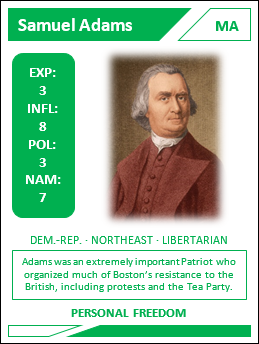 Samuel Adams
MA
EXP:
3
INFL:
8
POL:
3
NAM:
7
DEM.-REP. · NORTHEAST · LIBERTARIAN
Adams was an extremely important Patriot who
organized much of Boston's resistance to the
British, including protests and the Tea Party.
PERSONAL FREEDOM